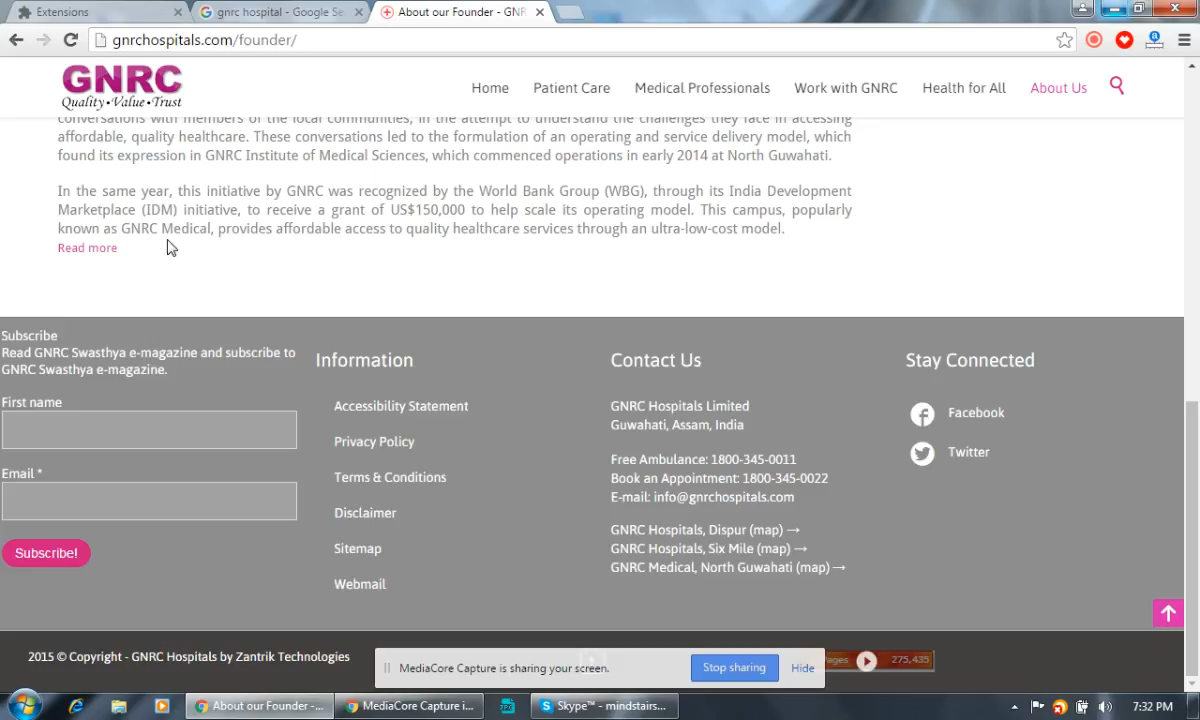 Extensions
gnrc hospital - Google Se
About our Founder - GNR
gnrchospitals.com/founder/
GNRC
Quality•Value•Trust
Home
Patient Care
Medical Professionals
Work with GNRC
Health for All
About Us
conversations with members of the local communities, in the attempt to understand the challenges they face in accessing
affordable, quality healthcare. These conversations led to the formulation of an operating and service delivery model, which
found its expression in GNRC Institute of Medical Sciences, which commenced operations in early 2014 at North Guwahati.
In the same year, this initiative by GNRC was recognized by the World Bank Group (WBG), through its India Development
Marketplace (IDM) initiative, to receive a grant of US$150,000 to help scale its operating model. This campus, popularly
known as GNRC Medical, provides affordable access to quality healthcare services through an ultra-low-cost model.
Read more
Subscribe
Read GNRC Swasthya e-magazine and subscribe to
GNRC Swasthya e-magazine.
First name
Email *
Subscribe!
Information
Accessibility Statement
Privacy Policy
Terms & Conditions
Disclaimer
Sitemap
Webmail
Contact Us
GNRC Hospitals Limited
Guwahati, Assam, India
Free Ambulance: 1800-345-0011
Book an Appointment: 1800-345-0022
E-mail: info@gnrchospitals.com
GNRC Hospitals, Dispur (map) →
GNRC Hospitals, Six Mile (map) →
GNRC Medical, North Guwahati (map) →
Stay Connected
Facebook
Twitter
2015 © Copyright - GNRC Hospitals by Zantrik Technologies
MediaCore Capture is sharing your screen.
Stop sharing
Hide
ages
275,435
About our Founder -...
MediaCore Capture i...
Skype™ - mindstairs...
7:32 PM